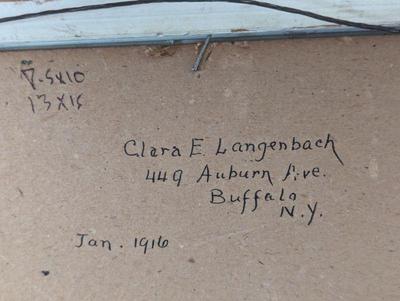 7.5x10
13x15
Clara E. Langenbach
449 Auburn Ave.
Buffalo
N.Y.
Jan. 1916